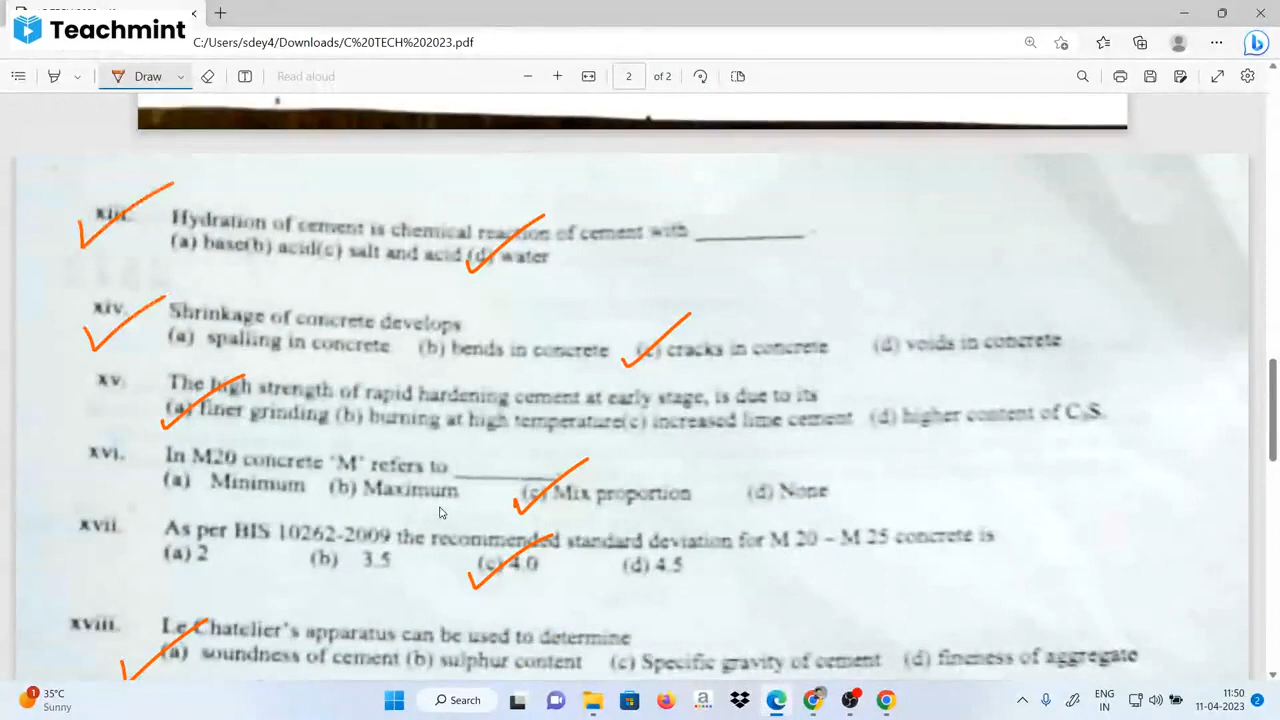 Teachmint
C:/Users/sdey4/Downloads/C%20TECH%202023.pdf
Draw
Read aloud
2 of 2
xiii. Hydration of cement is chemical reaction of cement with __________.
(a) base(b) acid(c) salt and acid (d) water
xiv. Shrinkage of concrete develops
(a) spalling in concrete (b) bends in concrete (c) cracks in concrete (d) voids in concrete
xv. The high strength of rapid hardening cement at early stage, is due to its
(a) finer grinding (b) burning at high temperature(c) increased lime cement (d) higher content of C₃S.
xvi. In M20 concrete 'M' refers to __________
(a) Minimum (b) Maximum (c) Mix proportion (d) None
xvii. As per BIS 10262-2009 the recommended standard deviation for M 20 – M 25 concrete is
(a) 2 (b) 3.5 (c) 4.0 (d) 4.5
xviii. Le Chatelier's apparatus can be used to determine
(a) soundness of cement (b) sulphur content (c) Specific gravity of cement (d) fineness of aggregate
1
35°C
Sunny
Search
ENG
IN
11:50
11-04-2023
2